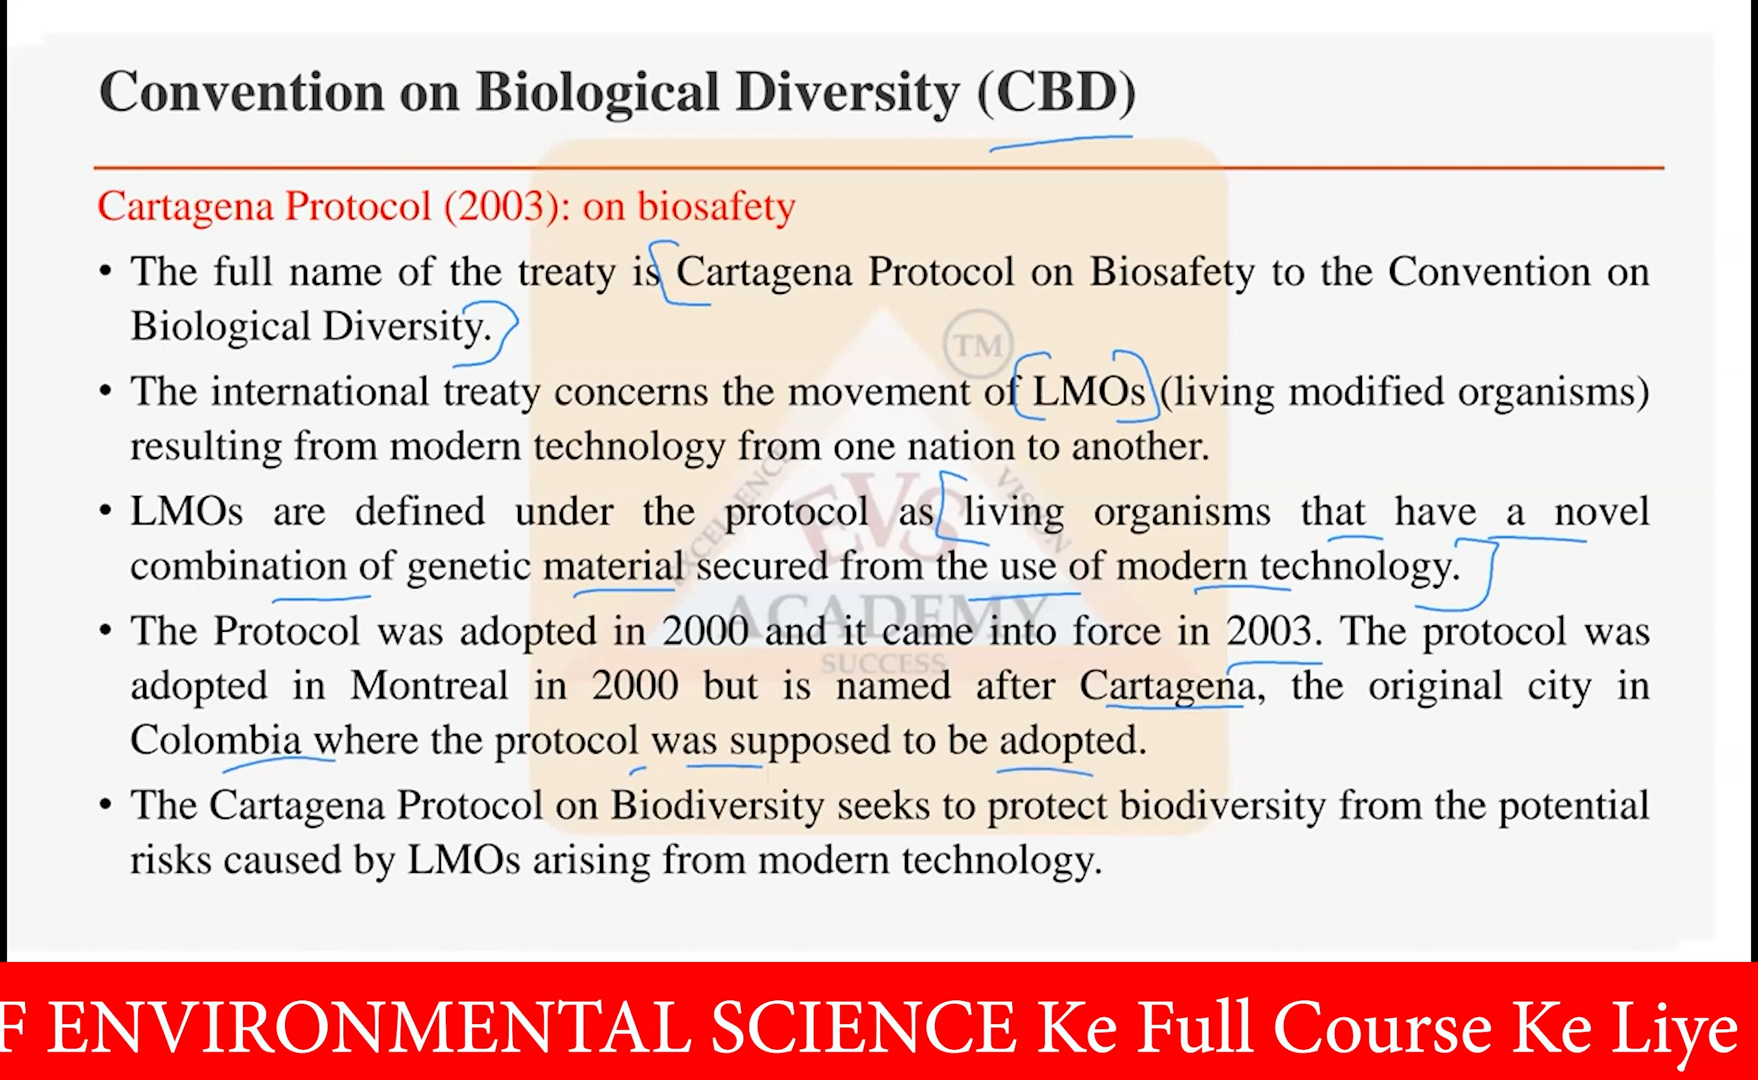 Convention on Biological Diversity (CBD)
Cartagena Protocol (2003): on biosafety
• The full name of the treaty is Cartagena Protocol on Biosafety to the Convention on
Biological Diversity.
TM
• The international treaty concerns the movement of LMOs (living modified organisms)
resulting from modern technology from one nation to another.
EXCELLENCE
VISION
EVS
• LMOs are defined under the protocol as living organisms that have a novel
combination of genetic material secured from the use of modern technology.
ACADEMY
• The Protocol was adopted in 2000 and it came into force in 2003. The protocol was
SUCCESS
adopted in Montreal in 2000 but is named after Cartagena, the original city in
Colombia where the protocol was supposed to be adopted.
• The Cartagena Protocol on Biodiversity seeks to protect biodiversity from the potential
risks caused by LMOs arising from modern technology.
F ENVIRONMENTAL SCIENCE Ke Full Course Ke Liye